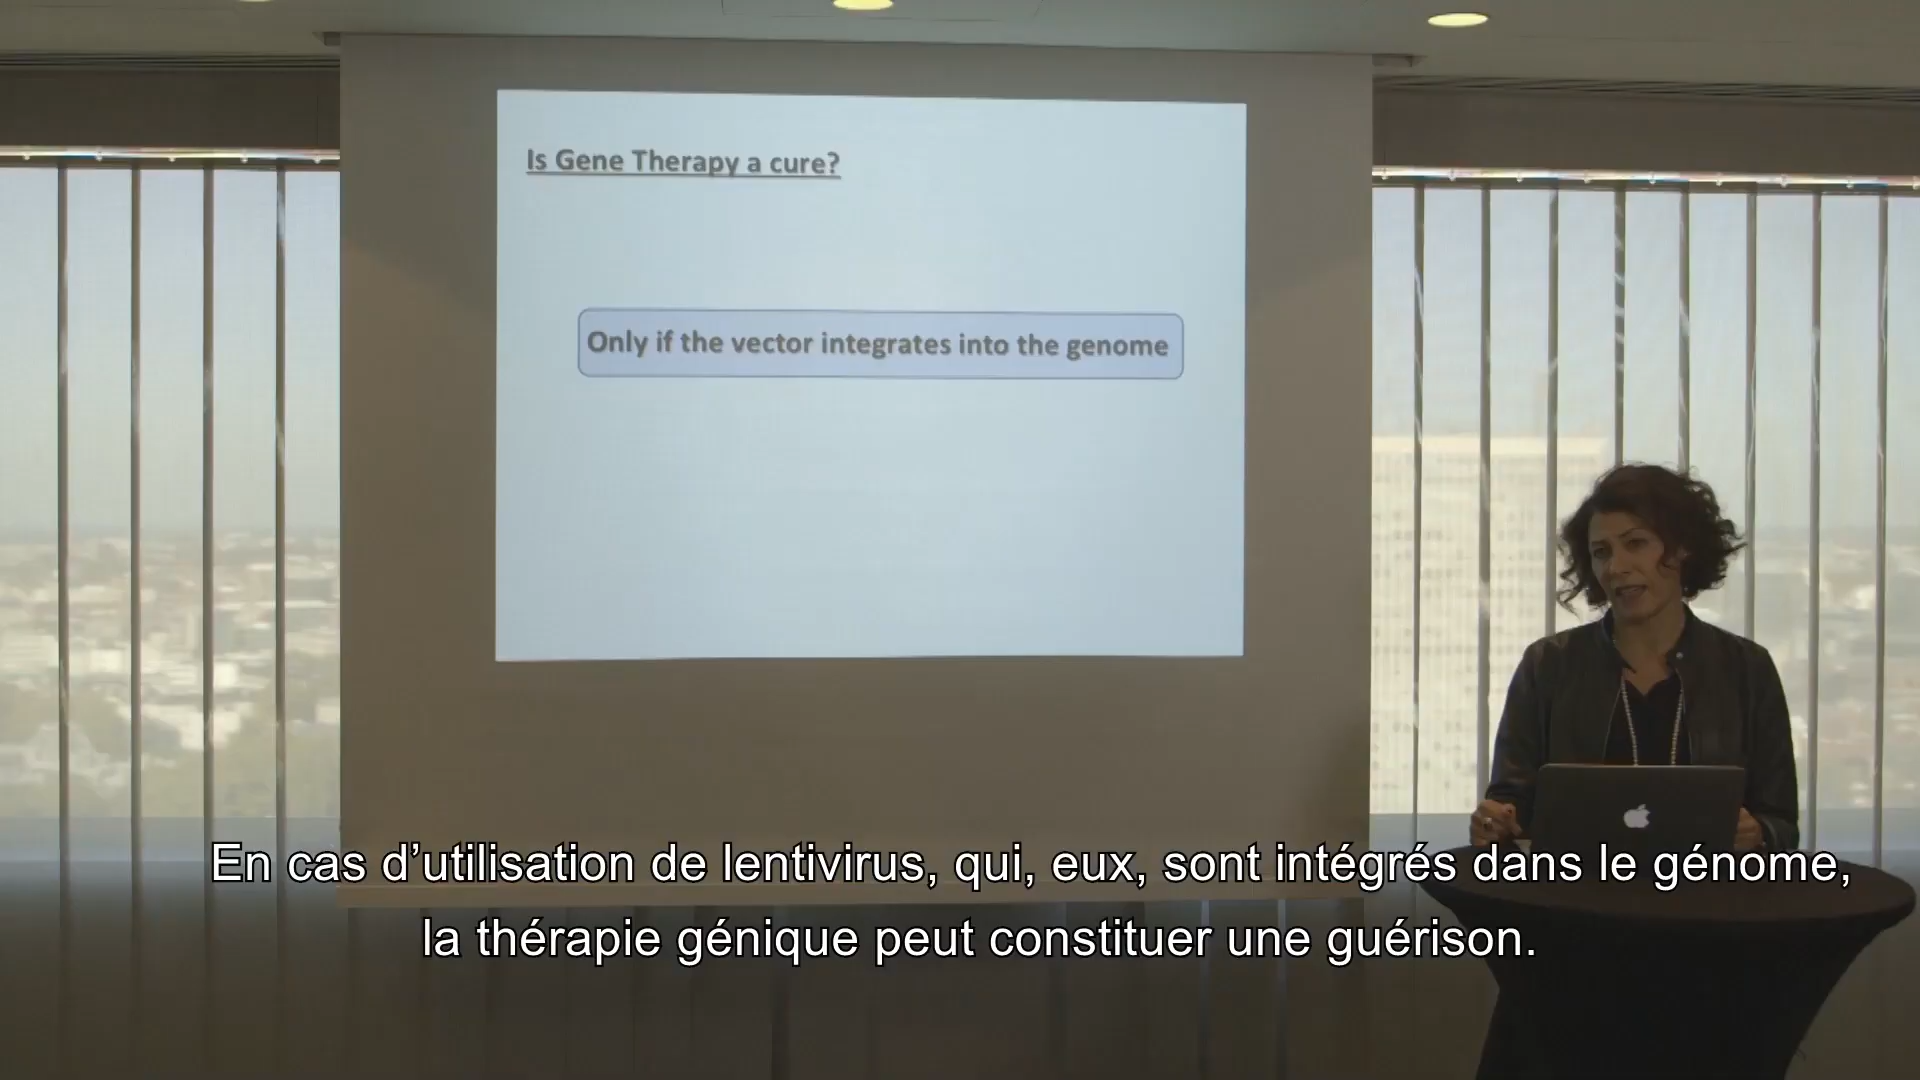 Is Gene Therapy a cure?
Only if the vector integrates into the genome
En cas d’utilisation de lentivirus, qui, eux, sont intégrés dans le génome,
la thérapie génique peut constituer une guérison.